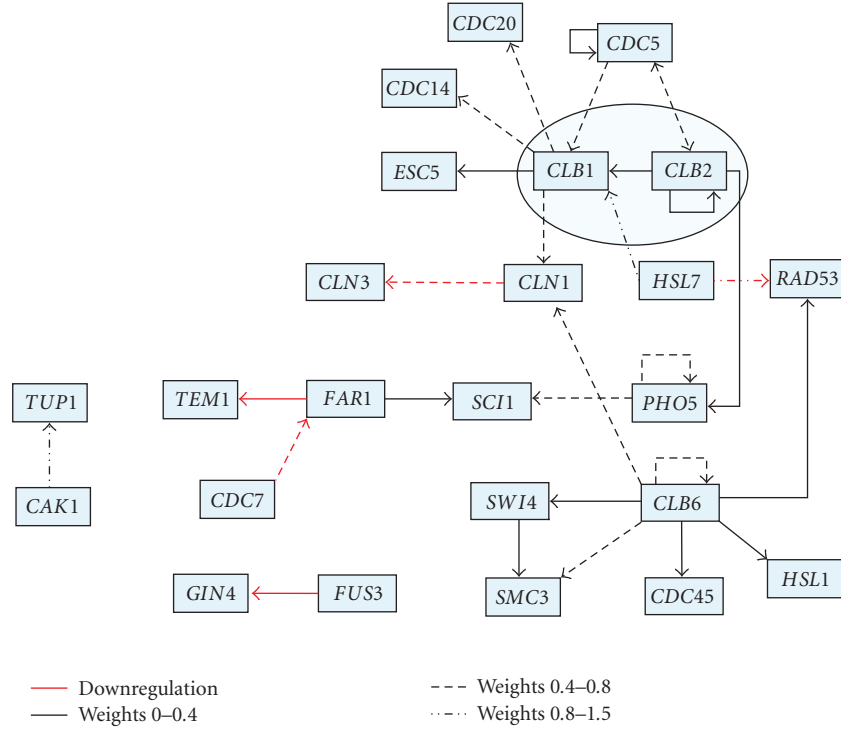 CDC20
CDC5
CDC14
ESC5
CLB1
CLB2
CLN3
CLN1
HSL7
RAD53
TUP1
TEM1
FAR1
SCI1
PHO5
CAK1
CDC7
SWI4
CLB6
GIN4
FUS3
SMC3
CDC45
HSL1
Downregulation
Weights 0–0.4
Weights 0.4–0.8
Weights 0.8–1.5